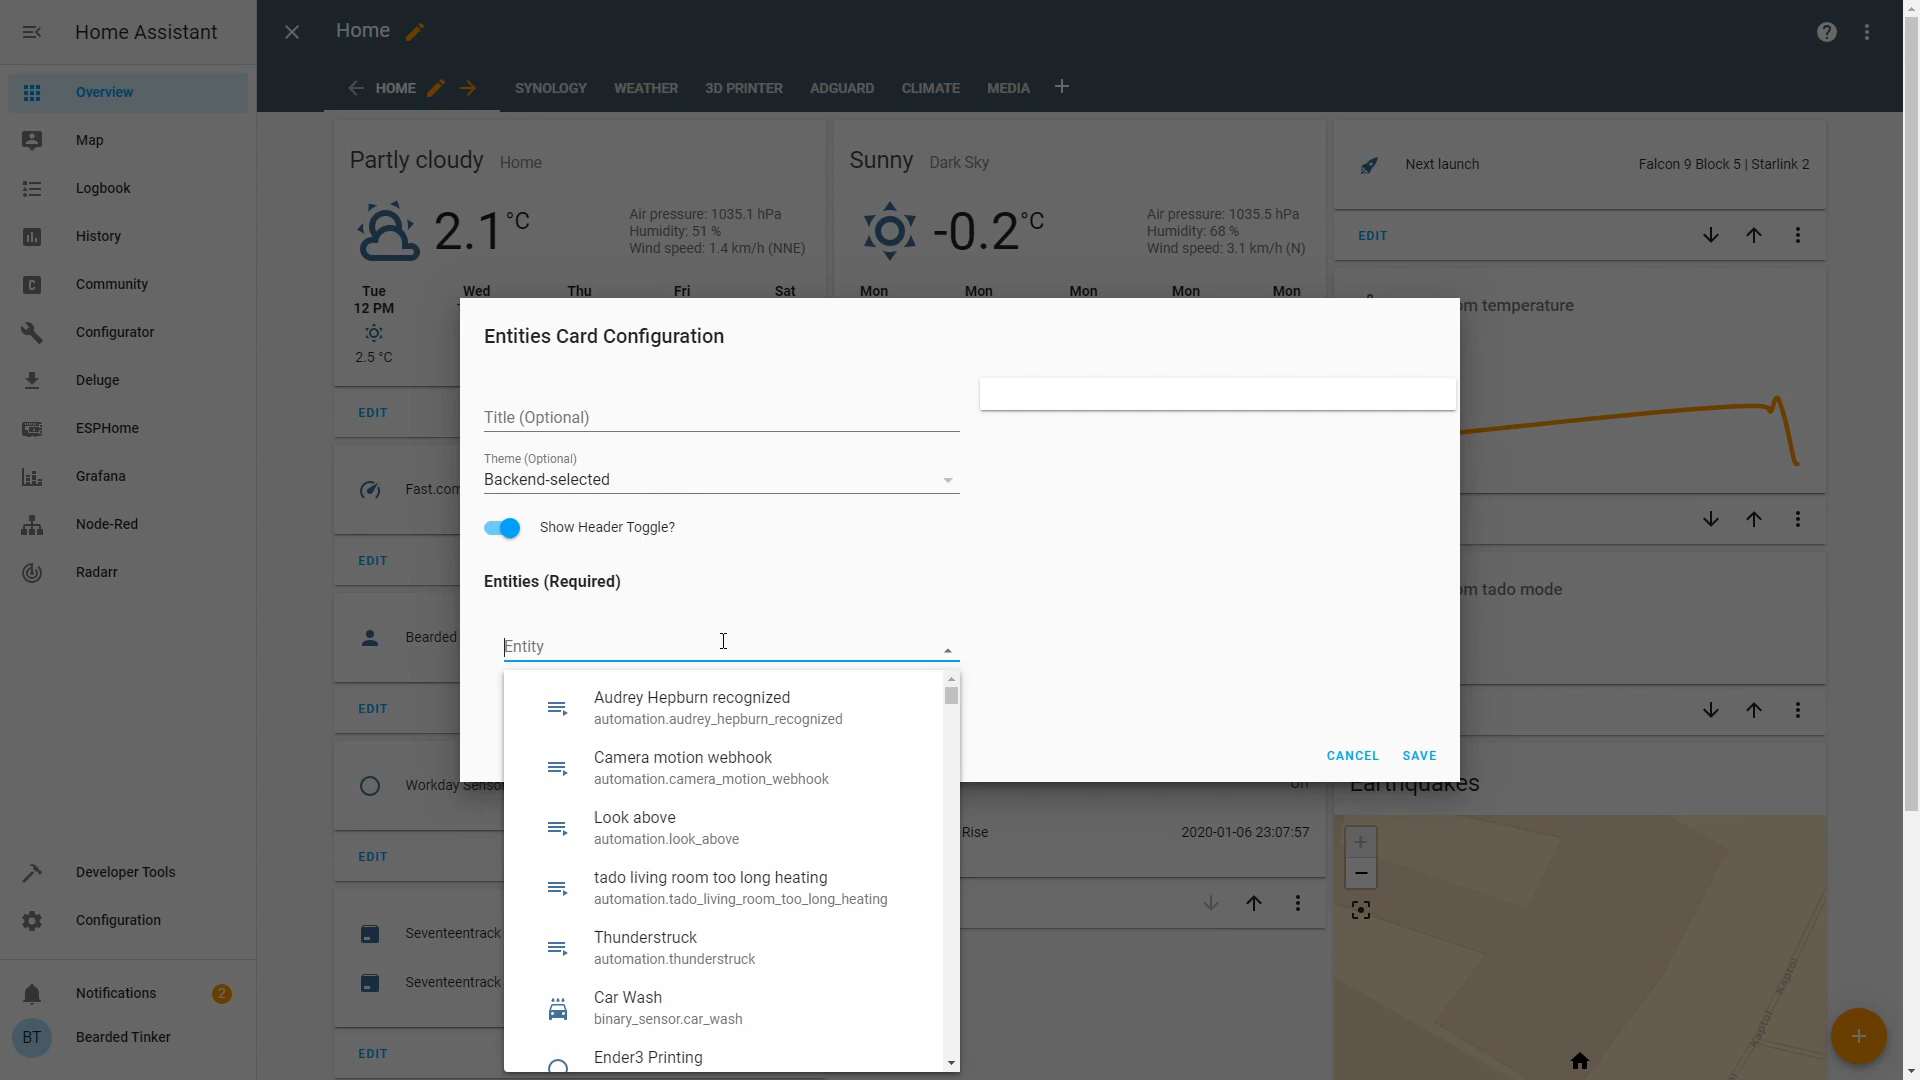 Home Assistant
Overview
Map
Logbook
History
Community
Configurator
Deluge
ESPHome
Grafana
Node-Red
Radarr
Developer Tools
Configuration
Notifications
2
BT
Bearded Tinker
Home
HOME
SYNOLOGY
WEATHER
3D PRINTER
ADGUARD
CLIMATE
MEDIA
Partly cloudy Home
2.1 °C
Air pressure: 1035.1 hPa
Humidity: 51 %
Wind speed: 1.4 km/h (NNE)
Tue Wed Thu Fri Sat
12 PM
2.5 °C
EDIT
Sunny Dark Sky
-0.2 °C
Air pressure: 1035.5 hPa
Humidity: 68 %
Wind speed: 3.1 km/h (N)
Mon Mon Mon Mon Mon
Next launch
Falcon 9 Block 5 | Starlink 2
EDIT
om temperature
om tado mode
Earthquakes
Kaptol
Kaptol
Fast.com
EDIT
Bearded
EDIT
Workday Senso
EDIT
Seventeentrack
Seventeentrack
EDIT
Rise
2020-01-06 23:07:57
Entities Card Configuration
Title (Optional)
Theme (Optional)
Backend-selected
Show Header Toggle?
Entities (Required)
Entity
Audrey Hepburn recognized
automation.audrey_hepburn_recognized
Camera motion webhook
automation.camera_motion_webhook
Look above
automation.look_above
tado living room too long heating
automation.tado_living_room_too_long_heating
Thunderstruck
automation.thunderstruck
Car Wash
binary_sensor.car_wash
Ender3 Printing
CANCEL
SAVE